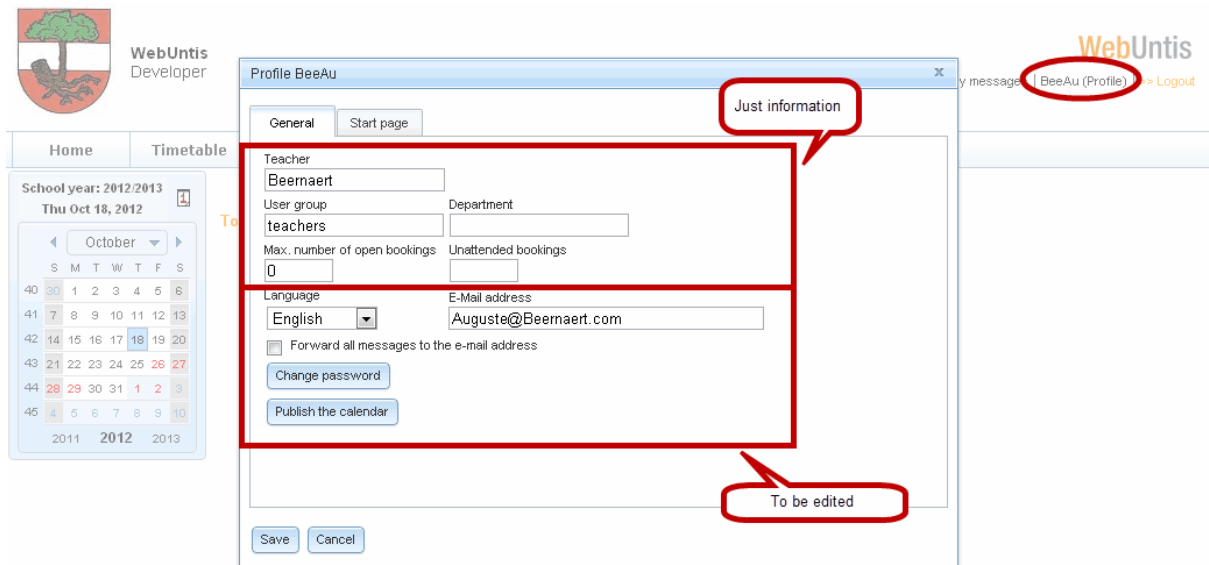 WebUntis
Developer
WebUntis
y messages | BeeAu (Profile) | >> Logout
Home Timetable
School year: 2012/2013
Thu Oct 18, 2012
1
October
S M T W T F S
40 30 1 2 3 4 5 6
41 7 8 9 10 11 12 13
42 14 15 16 17 18 19 20
43 21 22 23 24 25 26 27
44 28 29 30 31 1 2 3
45 4 5 6 7 8 9 10
2011 2012 2013
To
Profile BeeAu x
General Start page
Just information
Teacher
Beernaert
User group Department
teachers
Max. number of open bookings Unattended bookings
0
Language E-Mail address
English Auguste@Beernaert.com
Forward all messages to the e-mail address
Change password
Publish the calendar
To be edited
Save Cancel